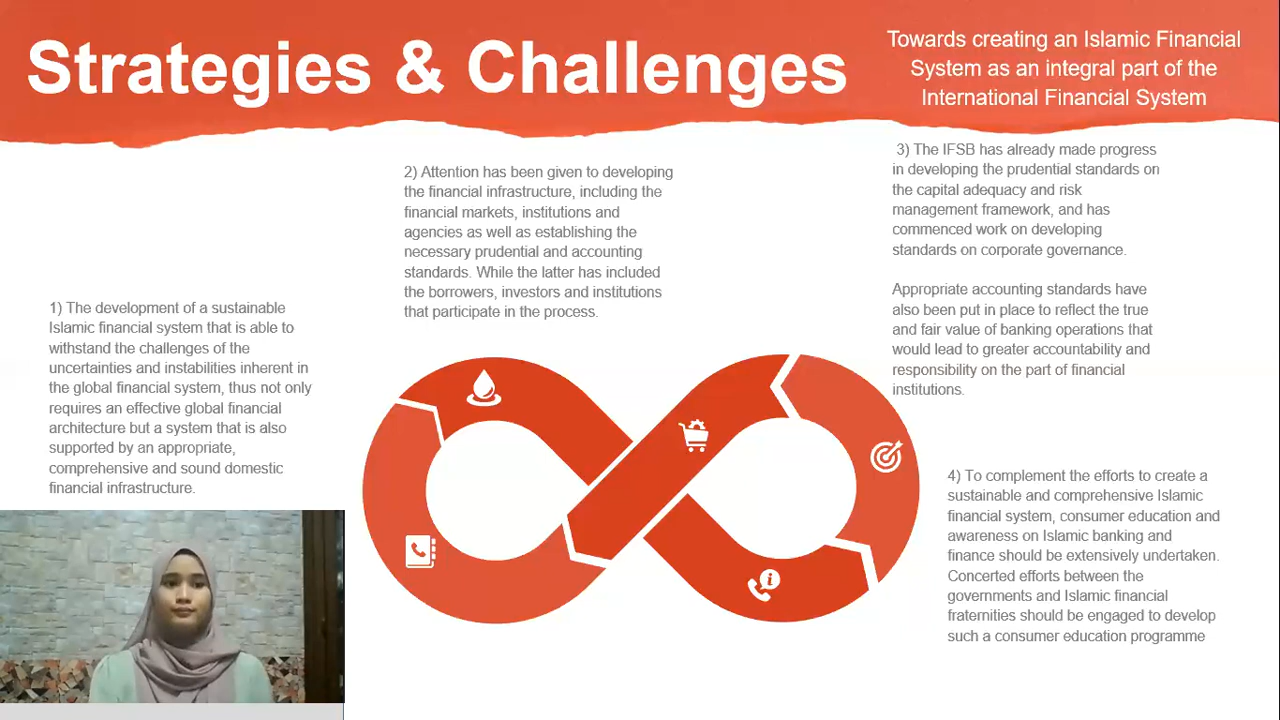 Strategies & Challenges
Towards creating an Islamic Financial
System as an integral part of the
International Financial System
1) The development of a sustainable
Islamic financial system that is able to
withstand the challenges of the
uncertainties and instabilities inherent in
the global financial system, thus not only
requires an effective global financial
architecture but a system that is also
supported by an appropriate,
comprehensive and sound domestic
financial infrastructure.
2) Attention has been given to developing
the financial infrastructure, including the
financial markets, institutions and
agencies as well as establishing the
necessary prudential and accounting
standards. While the latter has included
the borrowers, investors and institutions
that participate in the process.
3) The IFSB has already made progress
in developing the prudential standards on
the capital adequacy and risk
management framework, and has
commenced work on developing
standards on corporate governance.
Appropriate accounting standards have
also been put in place to reflect the true
and fair value of banking operations that
would lead to greater accountability and
responsibility on the part of financial
institutions.
4) To complement the efforts to create a
sustainable and comprehensive Islamic
financial system, consumer education and
awareness on Islamic banking and
finance should be extensively undertaken.
Concerted efforts between the
governments and Islamic financial
fraternities should be engaged to develop
such a consumer education programme